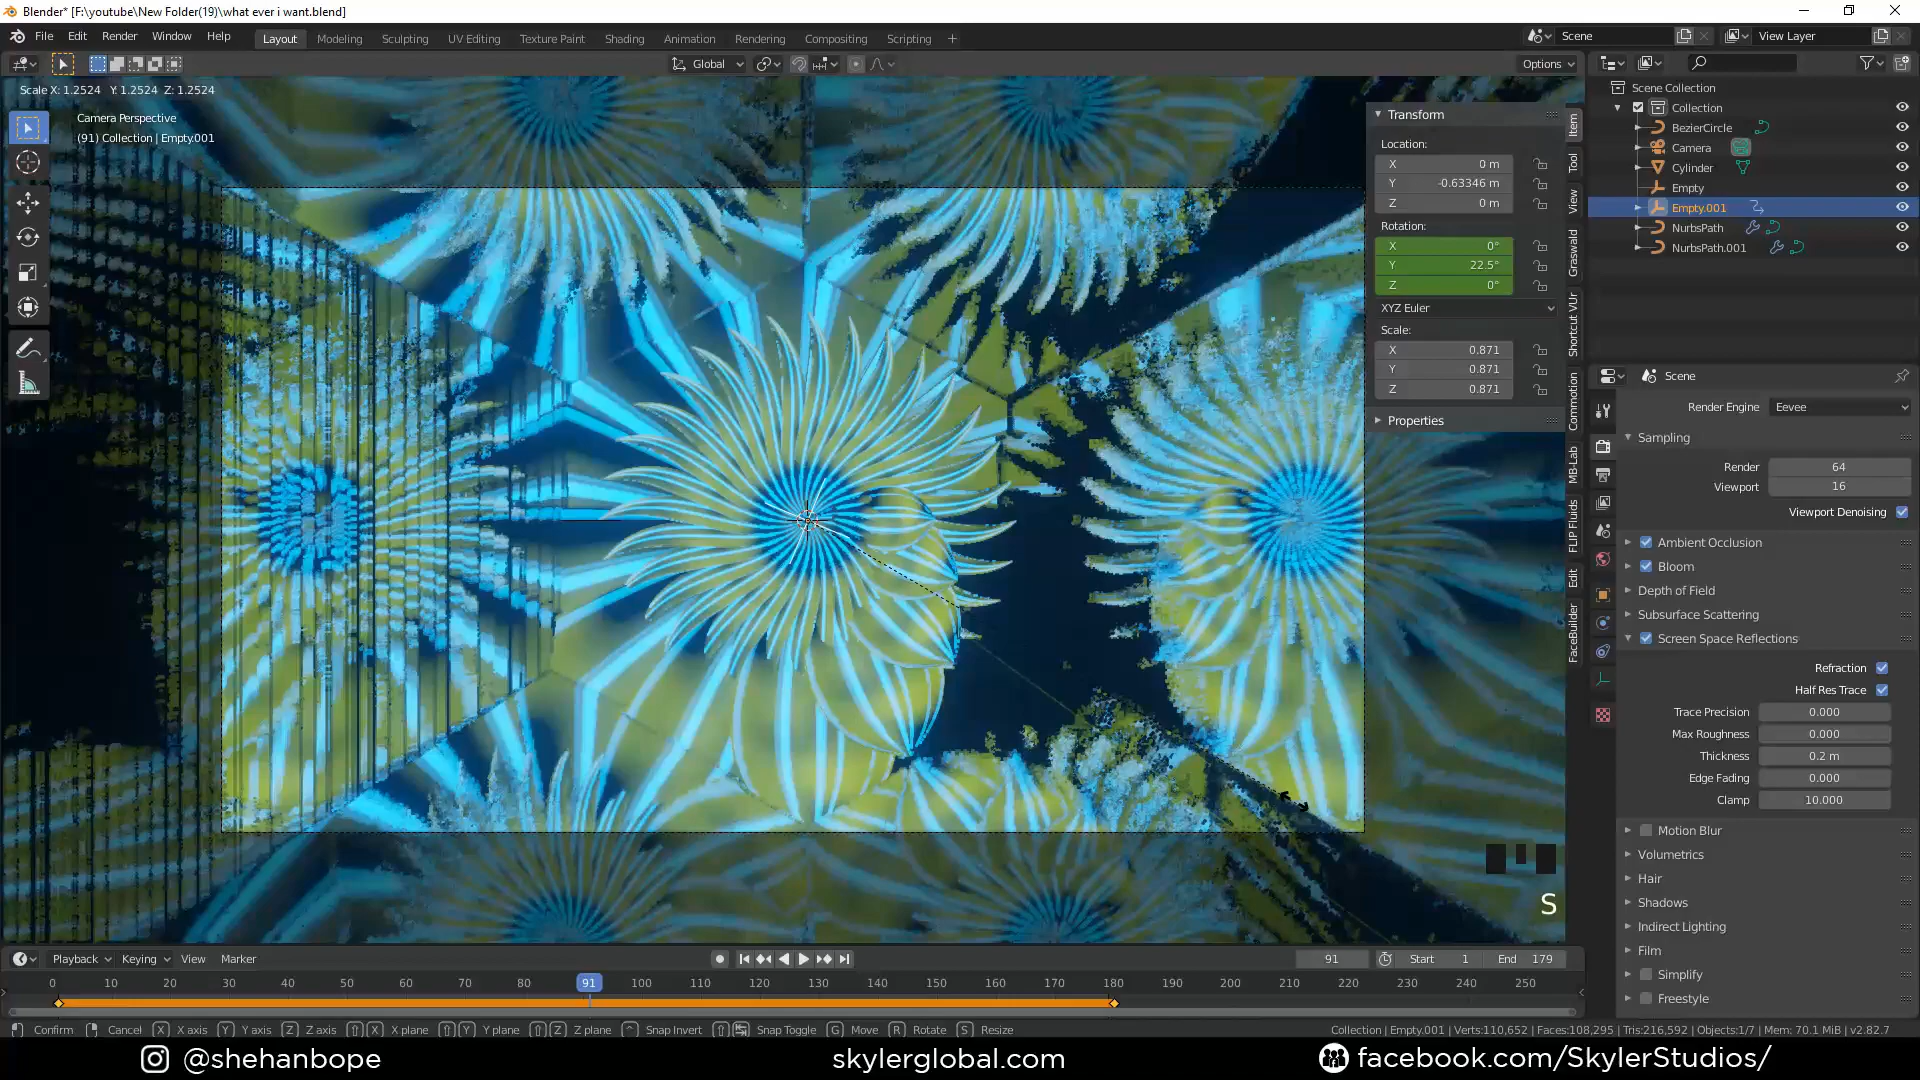 Blender* [F:\youtube\New Folder(19)\what ever i want.blend]
File Edit Render Window Help Layout Modeling Sculpting UV Editing Texture Paint Shading Animation Rendering Compositing Scripting + Scene View Layer
Global Options
Scale X: 1.2524 Y: 1.2524 Z: 1.2524
Camera Perspective
(91) Collection | Empty.001
Transform
Location:
X 0 m
Y -0.63346 m
Z 0 m
Rotation:
X 0°
Y 22.5°
Z 0°
XYZ Euler
Scale:
X 0.871
Y 0.871
Z 0.871
Properties
Item
Tool
View
Graswald
Shortcut VUr
Commotion
MB-Lab
FLIP Fluids
Edit
FaceBuilder
Scene Collection
Collection
BezierCircle
Camera
Cylinder
Empty
Empty.001
NurbsPath
NurbsPath.001
Scene
Render Engine Eevee
Sampling
Render 64
Viewport 16
Viewport Denoising
Ambient Occlusion
Bloom
Depth of Field
Subsurface Scattering
Screen Space Reflections
Refraction
Half Res Trace
Trace Precision 0.000
Max Roughness 0.000
Thickness 0.2 m
Edge Fading 0.000
Clamp 10.000
Motion Blur
Volumetrics
Hair
Shadows
Indirect Lighting
Film
Simplify
Freestyle
S
Playback Keying View Marker 91 Start 1 End 179
0 10 20 30 40 50 60 70 80 91 100 110 120 130 140 150 160 170 180 190 200 210 220 230 240 250
Confirm Cancel X X axis Y Y axis Z Z axis X X plane Y Y plane Z Z plane Snap Invert Snap Toggle G Move R Rotate S Resize
Collection | Empty.001 | Verts:110,652 | Faces:108,295 | Tris:216,592 | Objects:1/7 | Mem: 70.1 MiB | v2.82.7
@shehanbope skylerglobal.com facebook.com/SkylerStudios/